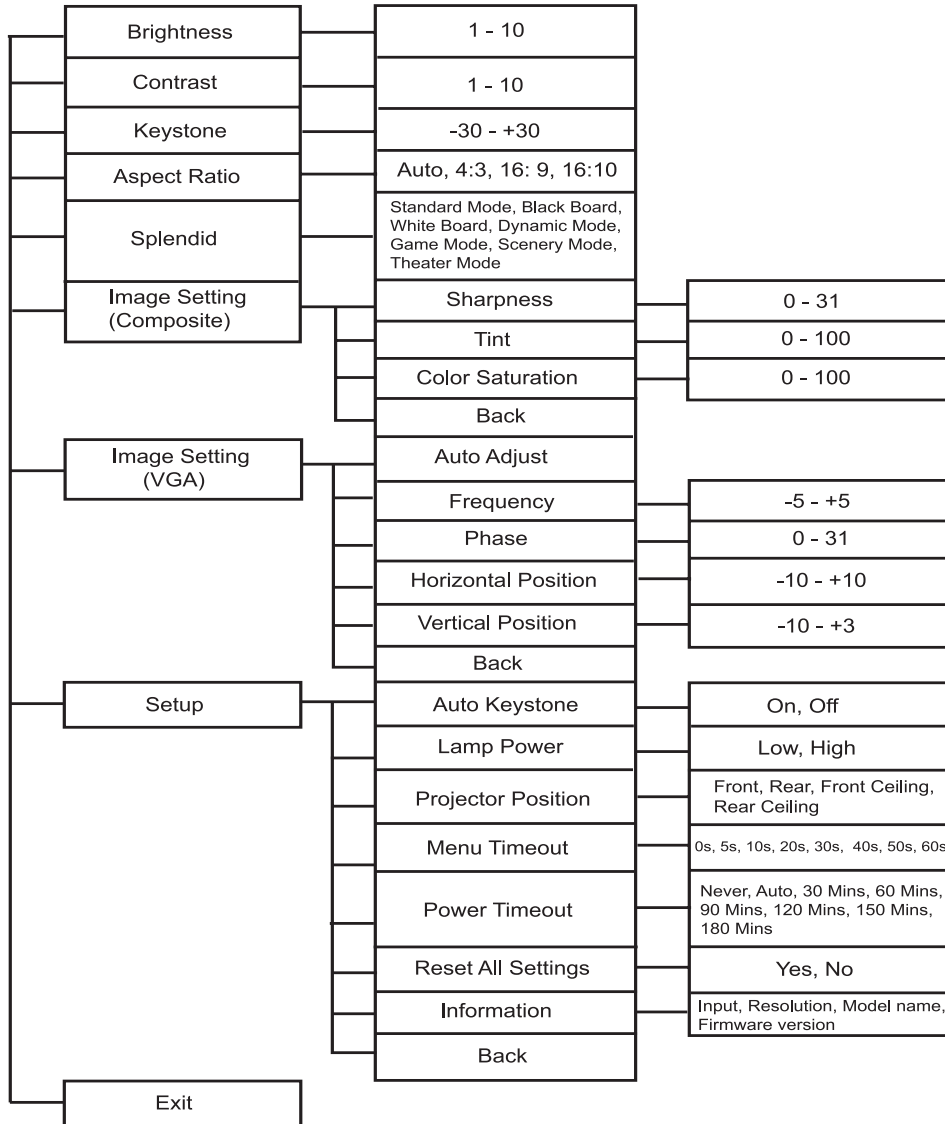 Brightness
1 - 10
Contrast
1 - 10
Keystone
-30 - +30
Aspect Ratio
Auto, 4:3, 16: 9, 16:10
Splendid
Standard Mode, Black Board,
White Board, Dynamic Mode,
Game Mode, Scenery Mode,
Theater Mode
Image Setting
(Composite)
Sharpness
0 - 31
Tint
0 - 100
Color Saturation
0 - 100
Back
Image Setting
(VGA)
Auto Adjust
Frequency
-5 - +5
Phase
0 - 31
Horizontal Position
-10 - +10
Vertical Position
-10 - +3
Back
Setup
Auto Keystone
On, Off
Lamp Power
Low, High
Projector Position
Front, Rear, Front Ceiling,
Rear Ceiling
Menu Timeout
0s, 5s, 10s, 20s, 30s, 40s, 50s, 60s
Power Timeout
Never, Auto, 30 Mins, 60 Mins,
90 Mins, 120 Mins, 150 Mins,
180 Mins
Reset All Settings
Yes, No
Information
Input, Resolution, Model name,
Firmware version
Back
Exit